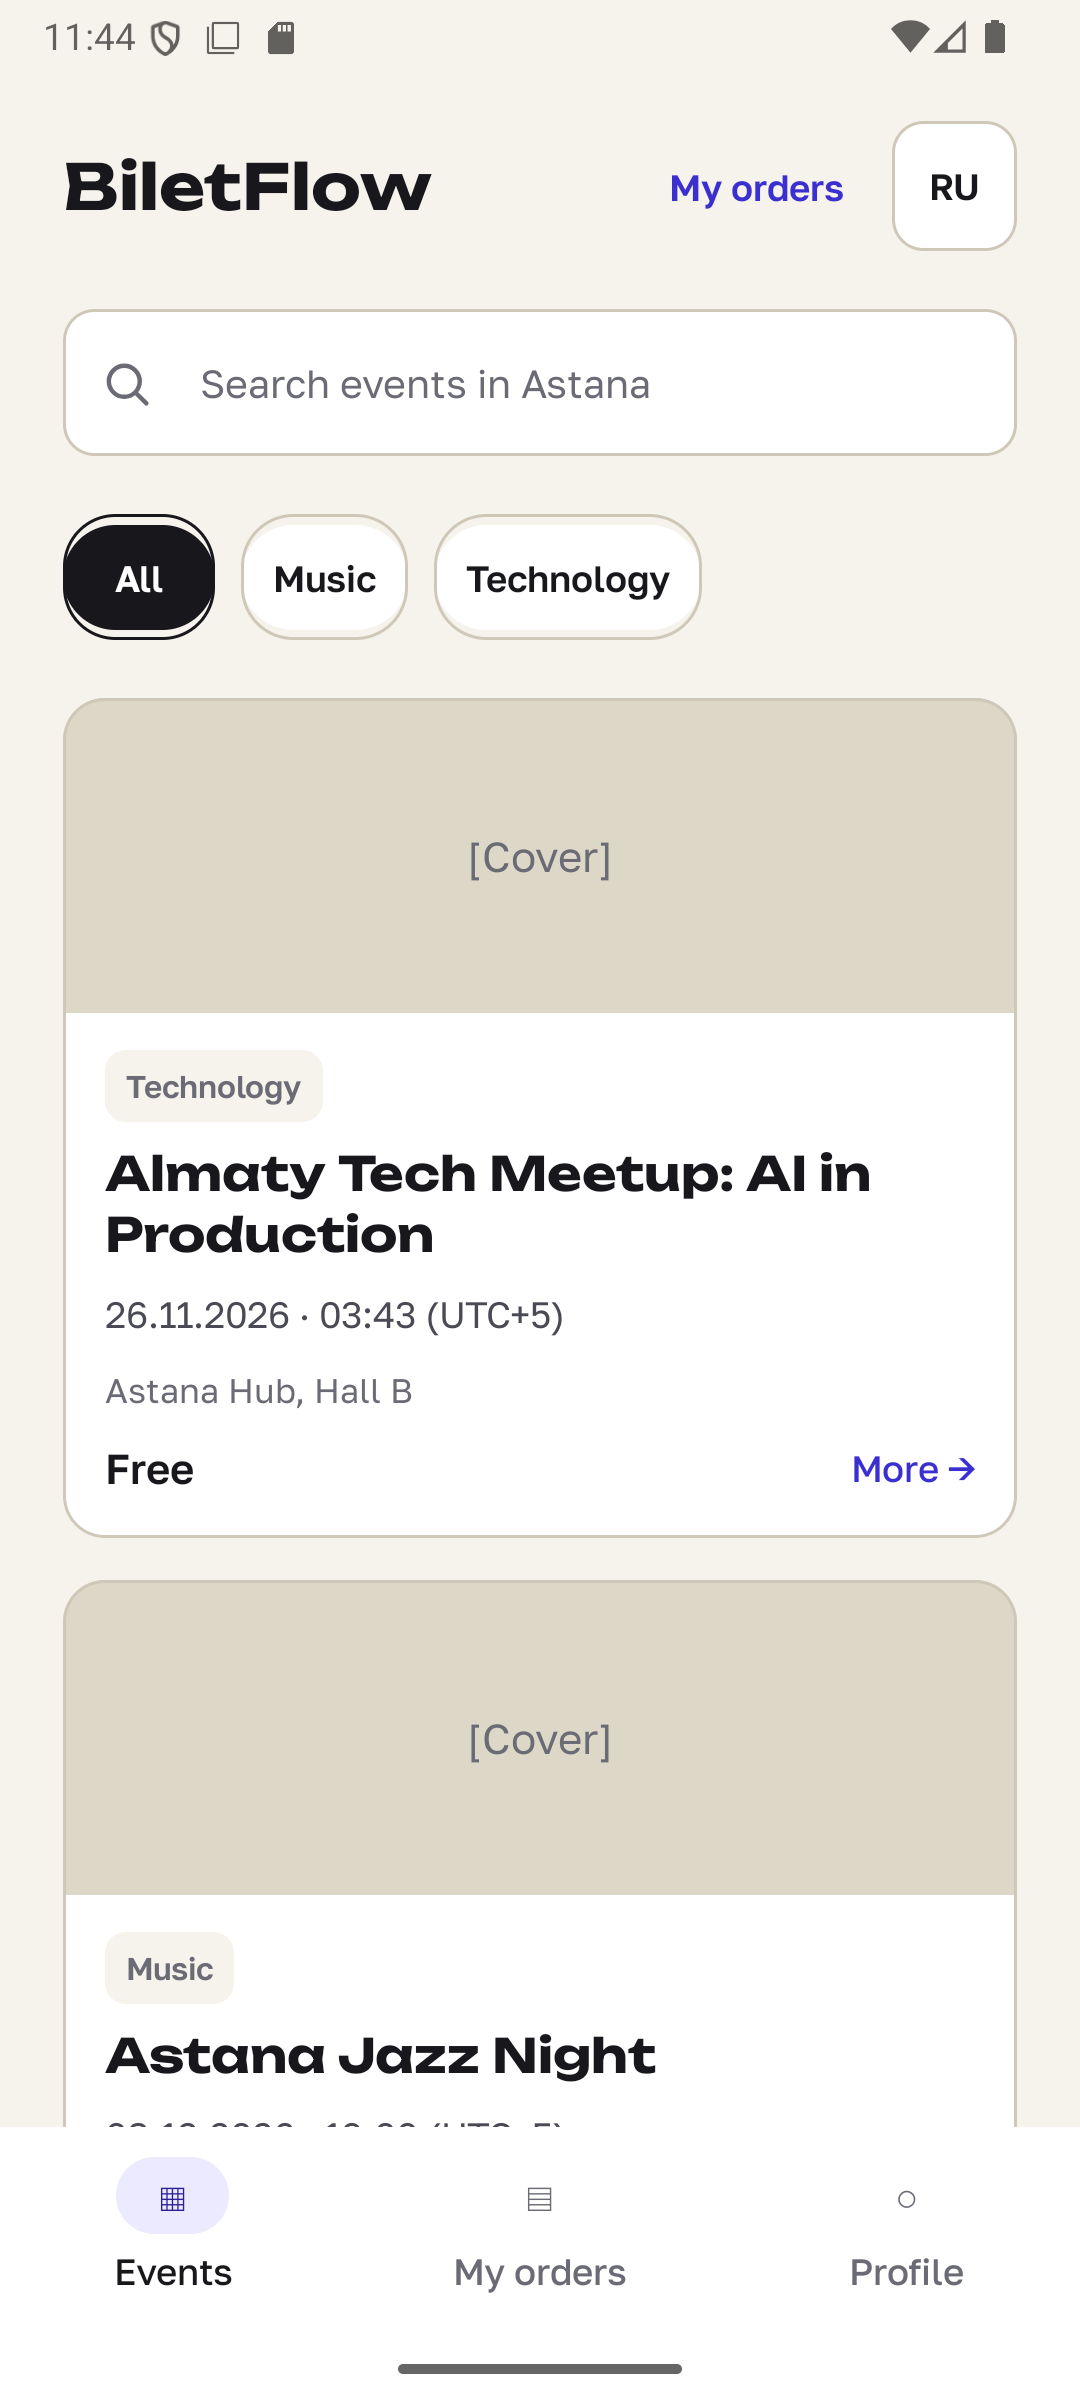 11:44
BiletFlow
My orders
RU
Search events in Astana
All
Music
Technology
[Cover]
Technology
Almaty Tech Meetup: AI in
Production
26.11.2026 · 03:43 (UTC+5)
Astana Hub, Hall B
Free
More →
[Cover]
Music
Astana Jazz Night
Events
My orders
Profile